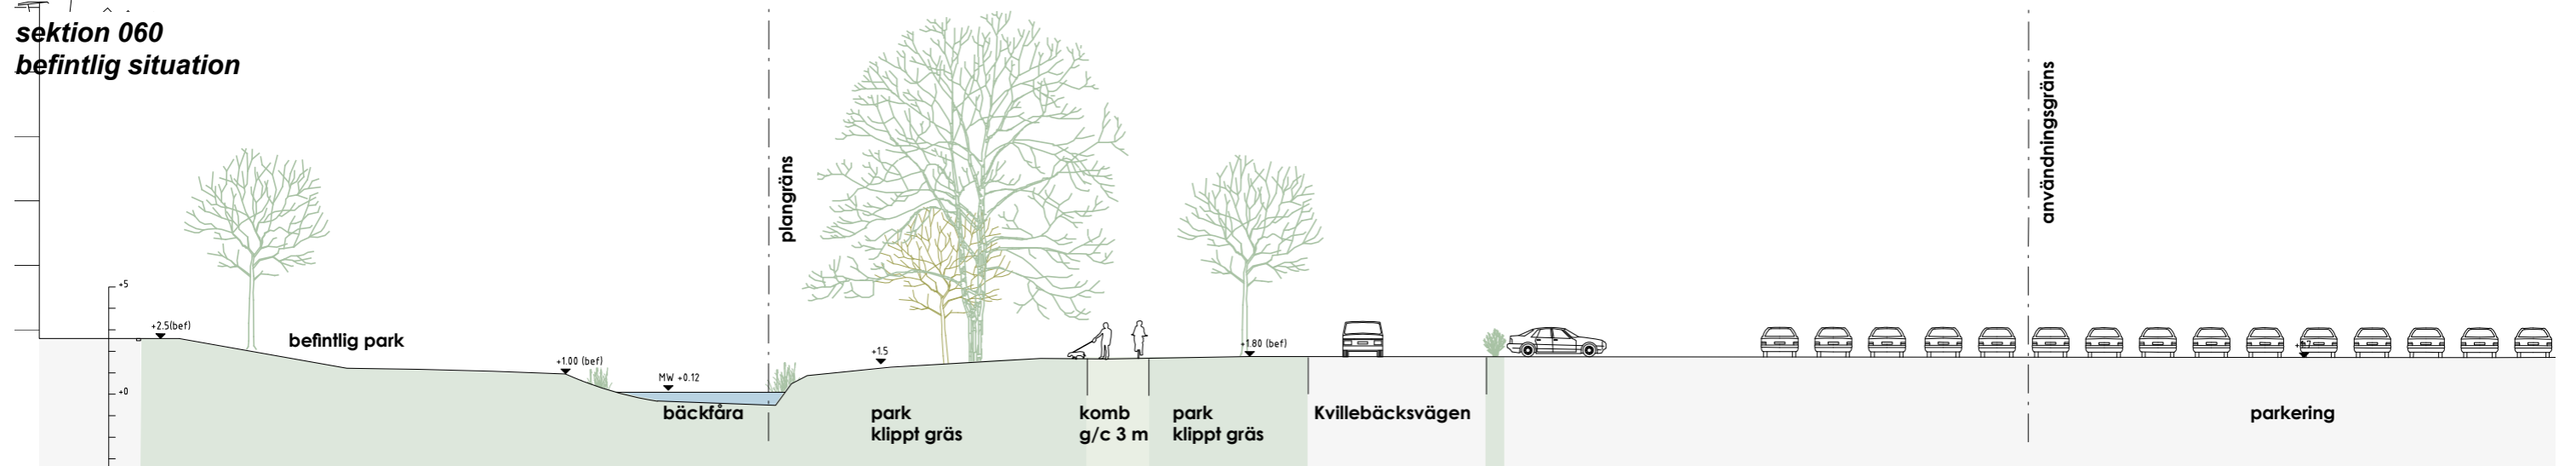 sektion 060
befintlig situation
plangräns
användningsgräns
+5
+2.5(bef)
befintlig park
+1.00 (bef)
+1.5
+1.80 (bef)
MW +0.12
+0
bäckfåra
park
klippt gräs
komb
g/c 3 m
park
klippt gräs
Kvillebäcksvägen
parkering